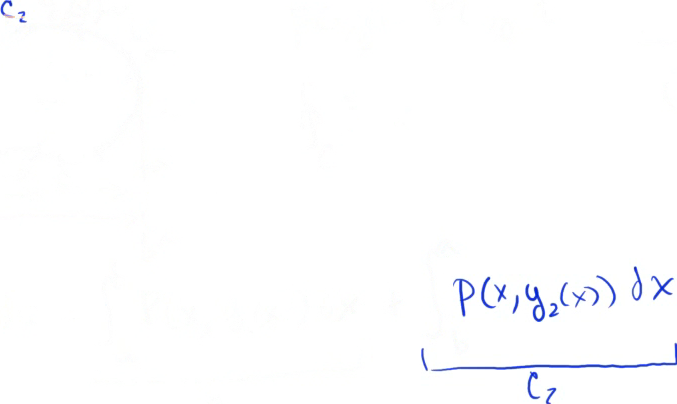 C₂
P(x, y₂(x)) dx
C₂